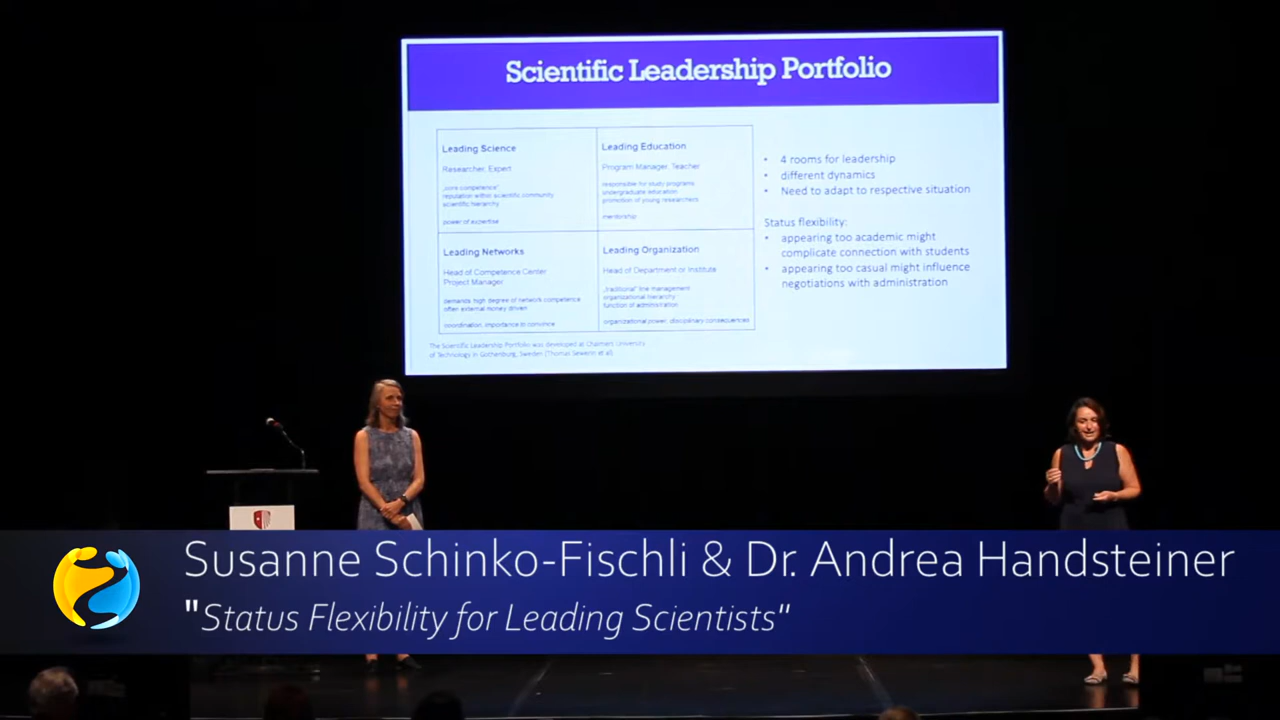 Scientific Leadership Portfolio
Leading Science
Researcher, Expert
„core competence"
reputation within scientific community
scientific hierarchy
power of expertise
Leading Education
Program Manager, Teacher
responsible for study programs
undergraduate education
promotion of young researchers
mentorship
Leading Networks
Head of Competence Center
Project Manager
demands high degree of network competence
often external money driven
coordination, importance to convince
Leading Organization
Head of Department or Institute
„traditional" line management
organizational hierarchy
function of administration
organizational power, disciplinary consequences
• 4 rooms for leadership
• different dynamics
• Need to adapt to respective situation
Status flexibility:
• appearing too academic might
complicate connection with students
• appearing too casual might influence
negotiations with administration
The Scientific Leadership Portfolio was developed at Chalmers University
of Technology in Gothenburg, Sweden (Thomas Sewerin et al)
Susanne Schinko-Fischli & Dr. Andrea Handsteiner
"Status Flexibility for Leading Scientists"